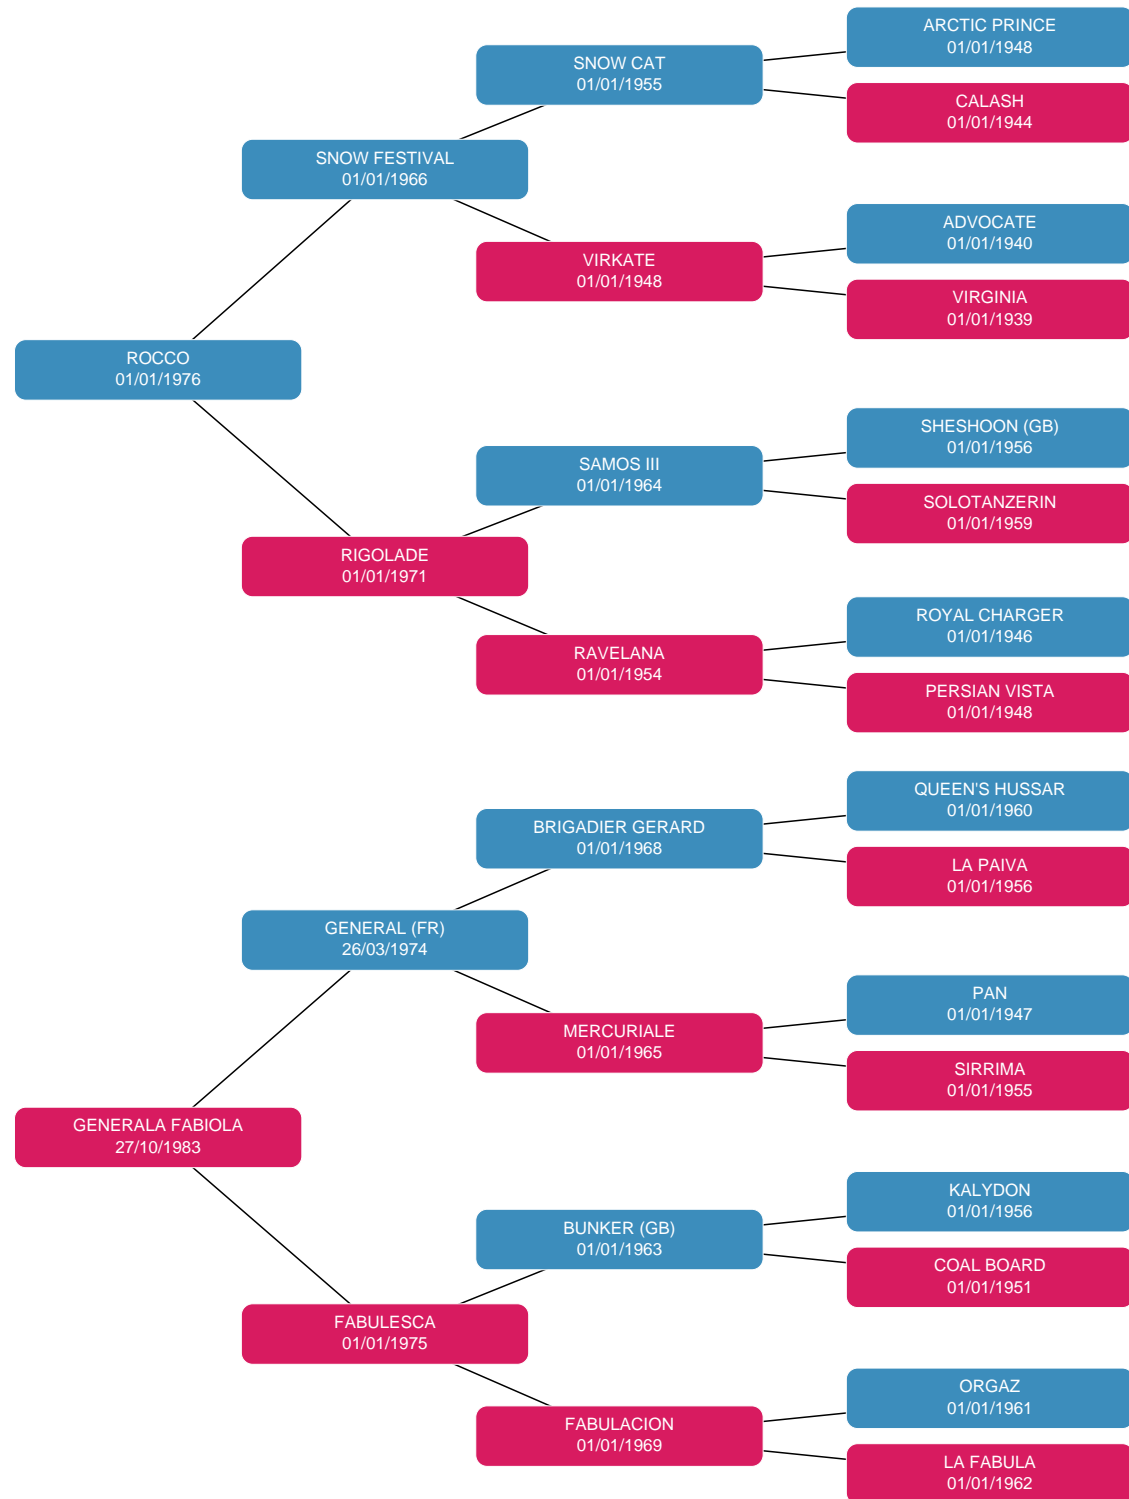 ARCTIC PRINCE
01/01/1948
SNOW CAT
01/01/1955
CALASH
01/01/1944
SNOW FESTIVAL
01/01/1966
ADVOCATE
01/01/1940
VIRKATE
01/01/1948
VIRGINIA
01/01/1939
ROCCO
01/01/1976
SHESHOON (GB)
01/01/1956
SAMOS III
01/01/1964
SOLOTANZERIN
01/01/1959
RIGOLADE
01/01/1971
ROYAL CHARGER
01/01/1946
RAVELANA
01/01/1954
PERSIAN VISTA
01/01/1948
QUEEN'S HUSSAR
01/01/1960
BRIGADIER GERARD
01/01/1968
LA PAIVA
01/01/1956
GENERAL (FR)
26/03/1974
PAN
01/01/1947
MERCURIALE
01/01/1965
SIRRIMA
01/01/1955
GENERALA FABIOLA
27/10/1983
KALYDON
01/01/1956
BUNKER (GB)
01/01/1963
COAL BOARD
01/01/1951
FABULESCA
01/01/1975
ORGAZ
01/01/1961
FABULACION
01/01/1969
LA FABULA
01/01/1962